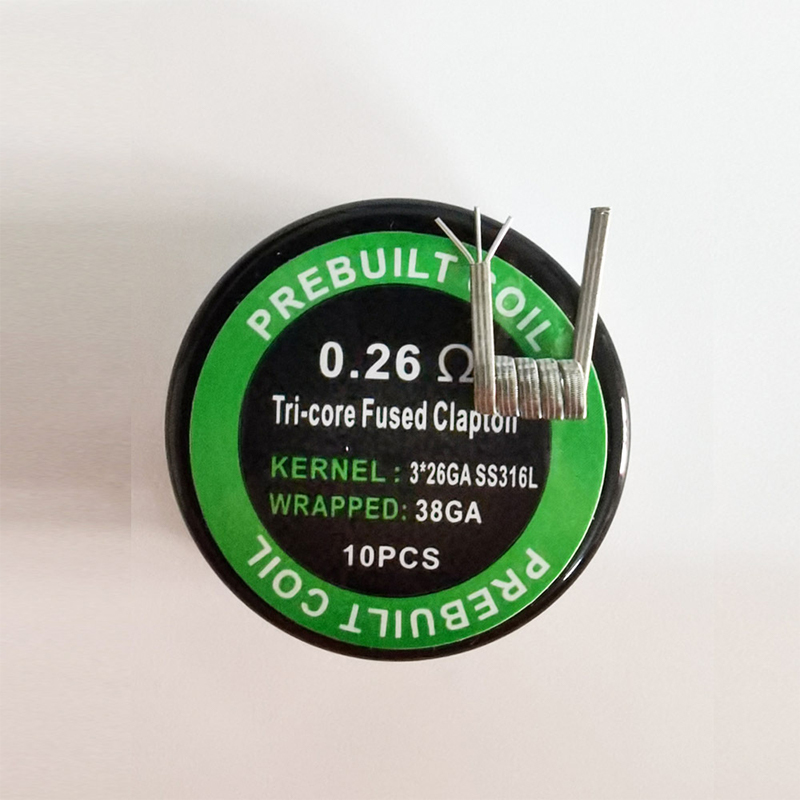 PREBUILT COIL
0.26 Ω
Tri-core Fused Clapton
KERNEL : 3*26GA SS316L
WRAPPED: 38GA
10PCS
PREBUILT COIL